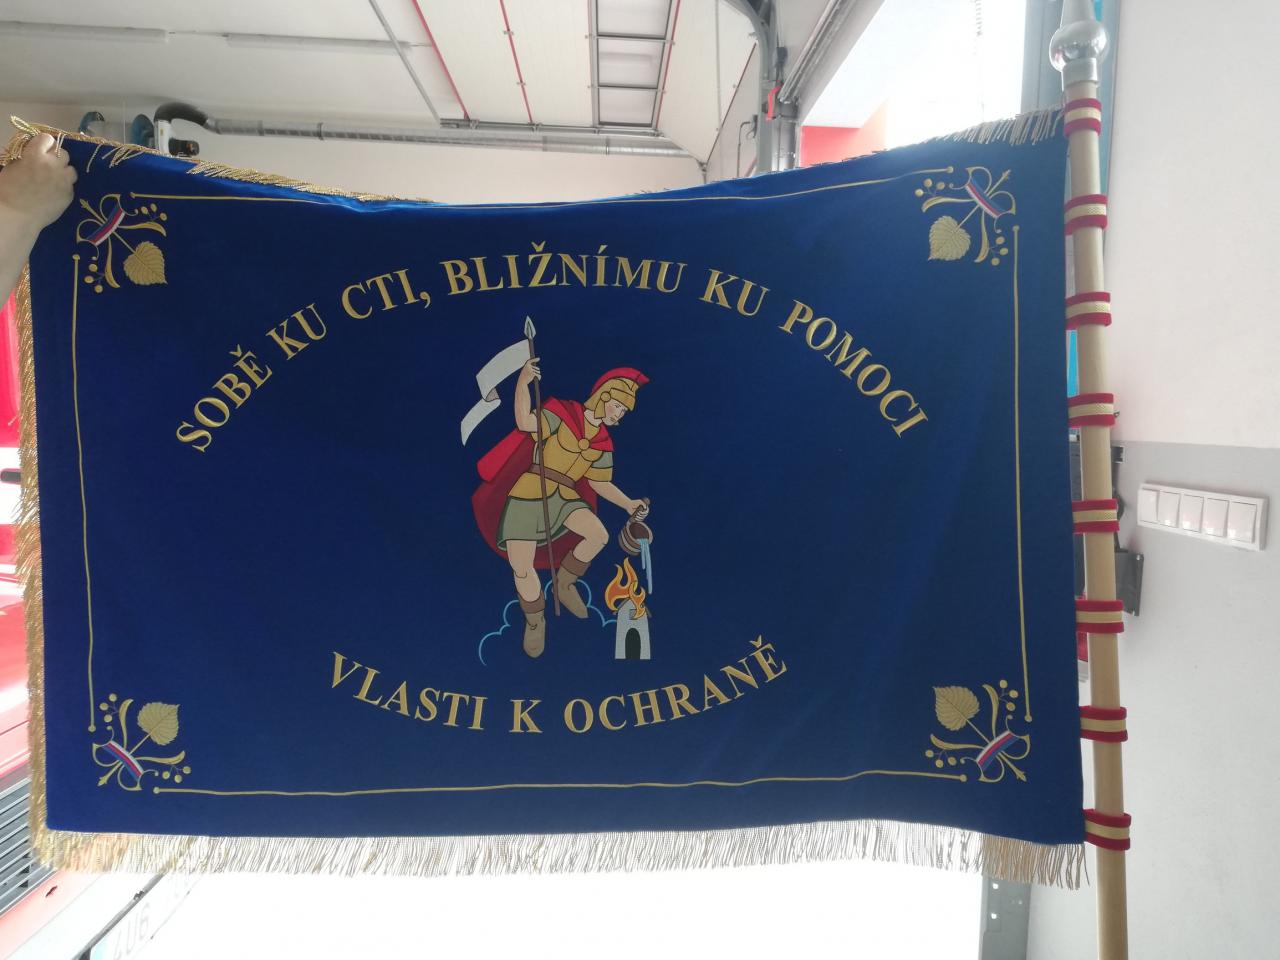 SOBĚ KU CTI, BLIŽNÍMU KU POMOCI
VLASTI K OCHRANĚ